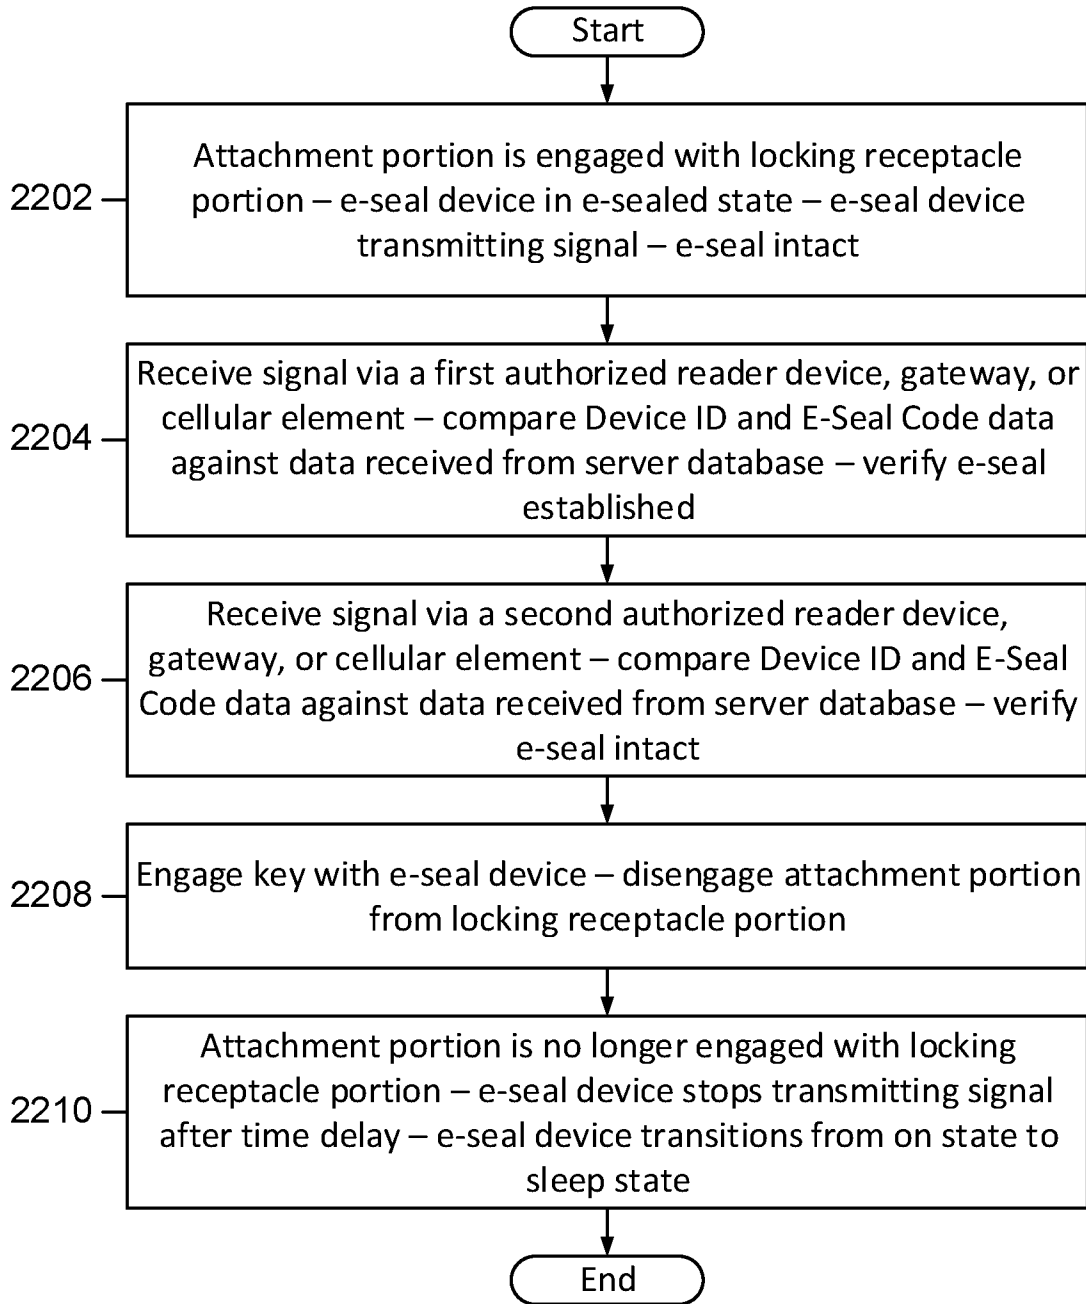 Start
2202
Attachment portion is engaged with locking receptacle
portion – e-seal device in e-sealed state – e-seal device
transmitting signal – e-seal intact
2204
Receive signal via a first authorized reader device, gateway, or
cellular element – compare Device ID and E-Seal Code data
against data received from server database – verify e-seal
established
2206
Receive signal via a second authorized reader device,
gateway, or cellular element – compare Device ID and E-Seal
Code data against data received from server database – verify
e-seal intact
2208
Engage key with e-seal device – disengage attachment portion
from locking receptacle portion
2210
Attachment portion is no longer engaged with locking
receptacle portion – e-seal device stops transmitting signal
after time delay – e-seal device transitions from on state to
sleep state
End